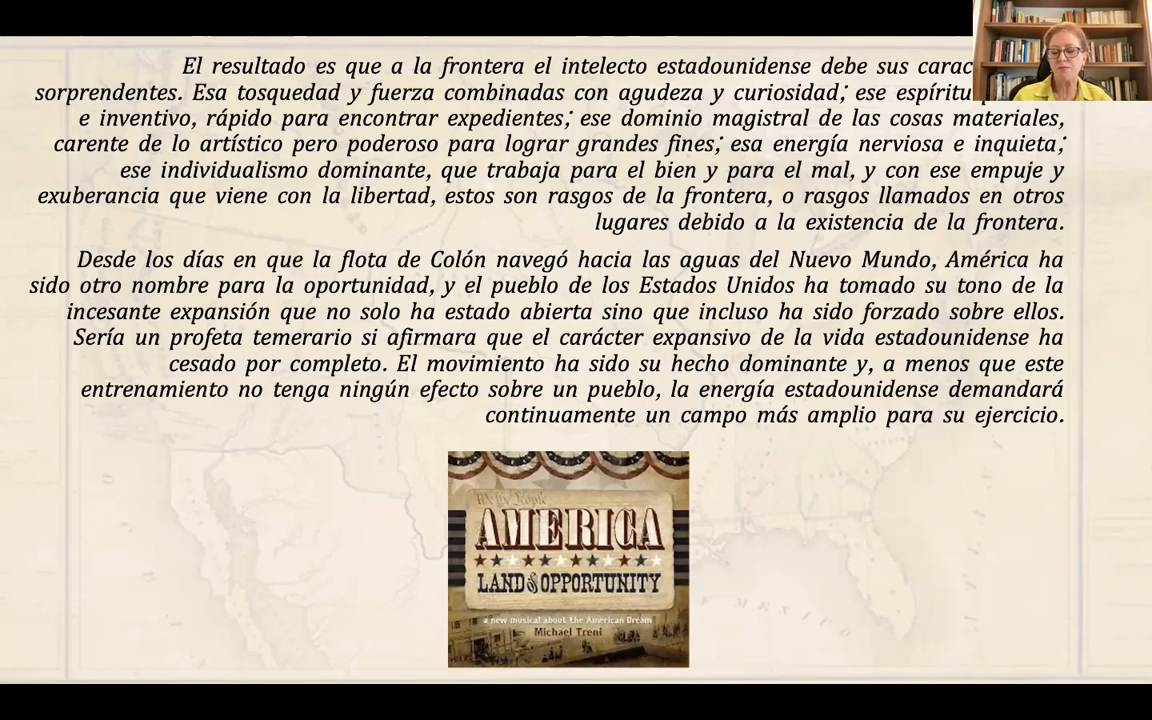 El resultado es que a la frontera el intelecto estadounidense debe sus
sorprendentes. Esa tosquedad y fuerza combinadas con agudeza y curiosidad; ese
e inventivo, rápido para encontrar expedientes; ese dominio magistral de las cosas materiales,
carente de lo artístico pero poderoso para lograr grandes fines; esa energía nerviosa e inquieta;
ese individualismo dominante, que trabaja para el bien y para el mal, y con ese empuje y
exuberancia que viene con la libertad, estos son rasgos de la frontera, o rasgos llamados en otros
lugares debido a la existencia de la frontera.
Desde los días en que la flota de Colón navegó hacia las aguas del Nuevo Mundo, América ha
sido otro nombre para la oportunidad, y el pueblo de los Estados Unidos ha tomado su tono de la
incesante expansión que no solo ha estado abierta sino que incluso ha sido forzado sobre ellos.
Sería un profeta temerario si afirmara que el carácter expansivo de la vida estadounidense ha
cesado por completo. El movimiento ha sido su hecho dominante y, a menos que este
entrenamiento no tenga ningún efecto sobre un pueblo, la energía estadounidense demandará
continuamente un campo más amplio para su ejercicio.
We the People
AMERICA
LAND of OPPORTUNITY
a new musical about the American Dream
Michael Treni
F MEXICO